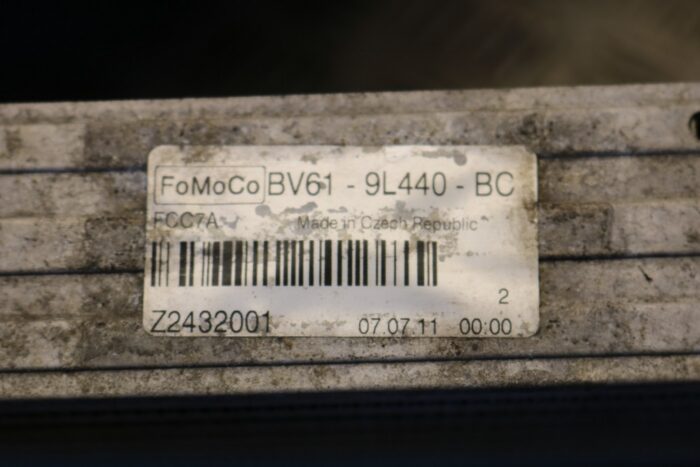 FoMoCo BV61 - 9L440 - BC
FCC7A Made in Czech Republic
2
Z2432001 07.07.11 00:00